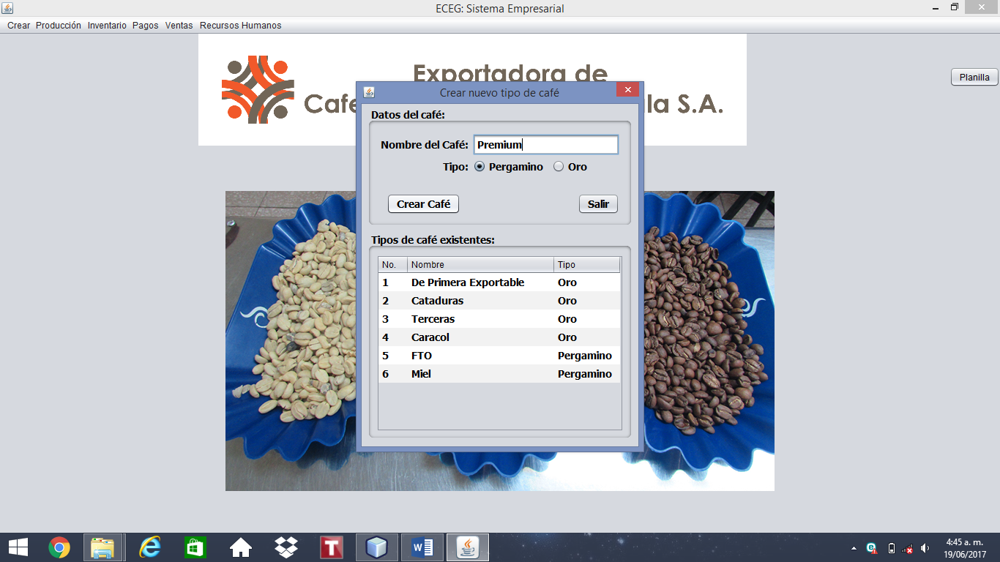 ECEG: Sistema Empresarial
Crear Producción Inventario Pagos Ventas Recursos Humanos
Exportadora de
Cafe
la S.A.
Planilla
Crear nuevo tipo de café
Datos del café:
Nombre del Café: Premium
Tipo: Pergamino Oro
Crear Café Salir
Tipos de café existentes:
No. Nombre Tipo
1 De Primera Exportable Oro
2 Cataduras Oro
3 Terceras Oro
4 Caracol Oro
5 FTO Pergamino
6 Miel Pergamino
4:45 a. m.
19/06/2017